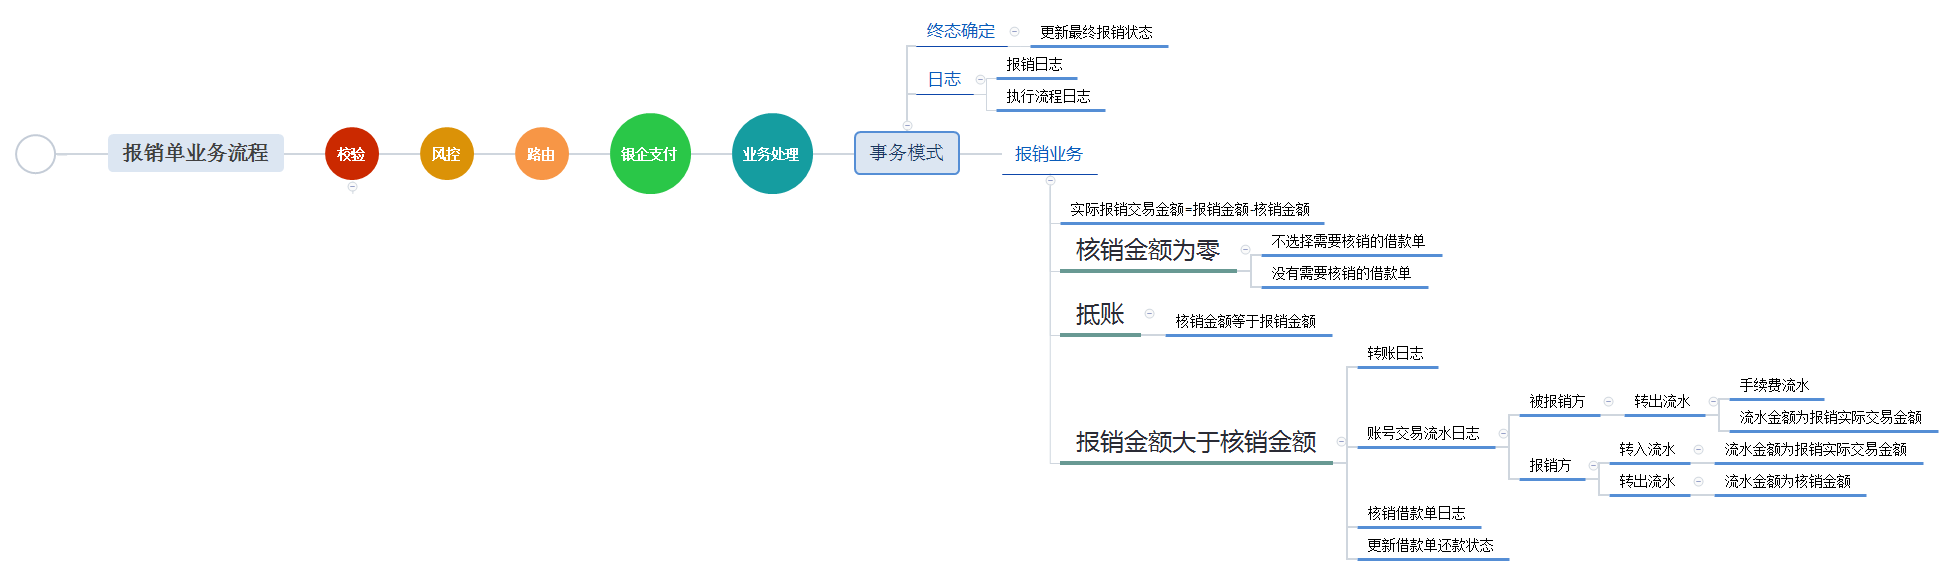 报销单业务流程
校验
风控
路由
银企支付
业务处理
事务模式
终态确定
更新最终报销状态
日志
报销日志
执行流程日志
报销业务
实际报销交易金额=报销金额-核销金额
核销金额为零
不选择需要核销的借款单
没有需要核销的借款单
抵账
核销金额等于报销金额
报销金额大于核销金额
转账日志
账号交易流水日志
被报销方
转出流水
手续费流水
流水金额为报销实际交易金额
报销方
转入流水
流水金额为报销实际交易金额
转出流水
流水金额为核销金额
核销借款单日志
更新借款单还款状态